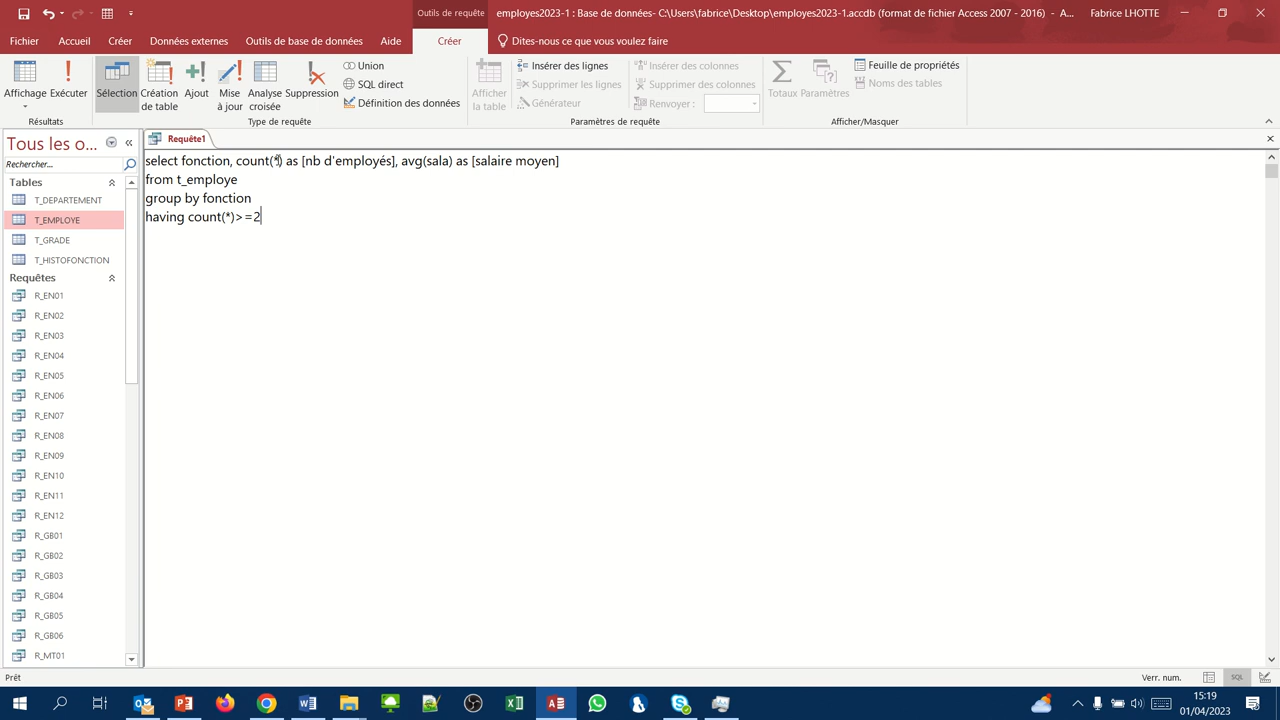 Outils de requête
employes2023-1 : Base de données- C:\Users\fabrice\Desktop\employes2023-1.accdb (format de fichier Access 2007 - 2016) - A...
Fabrice LHOTTE
Fichier
Accueil
Créer
Données externes
Outils de base de données
Aide
Créer
Dites-nous ce que vous voulez faire
Affichage
Exécuter
Résultats
Sélection
Création
de table
Ajout
Mise
à jour
Analyse
croisée
Suppression
Union
SQL direct
Définition des données
Type de requête
Afficher
la table
Insérer des lignes
Supprimer les lignes
Générateur
Insérer des colonnes
Supprimer des colonnes
Renvoyer :
Paramètres de requête
Totaux
Paramètres
Feuille de propriétés
Noms des tables
Afficher/Masquer
Tous les o...
Rechercher...
Tables
T_DEPARTEMENT
T_EMPLOYE
T_GRADE
T_HISTOFONCTION
Requêtes
R_EN01
R_EN02
R_EN03
R_EN04
R_EN05
R_EN06
R_EN07
R_EN08
R_EN09
R_EN10
R_EN11
R_EN12
R_GB01
R_GB02
R_GB03
R_GB04
R_GB05
R_GB06
R_MT01
Requête1
select fonction, count(*) as [nb d'employés], avg(sala) as [salaire moyen]
from t_employe
group by fonction
having count(*)>=2
Prêt
Verr. num.
SQL
15:19
01/04/2023